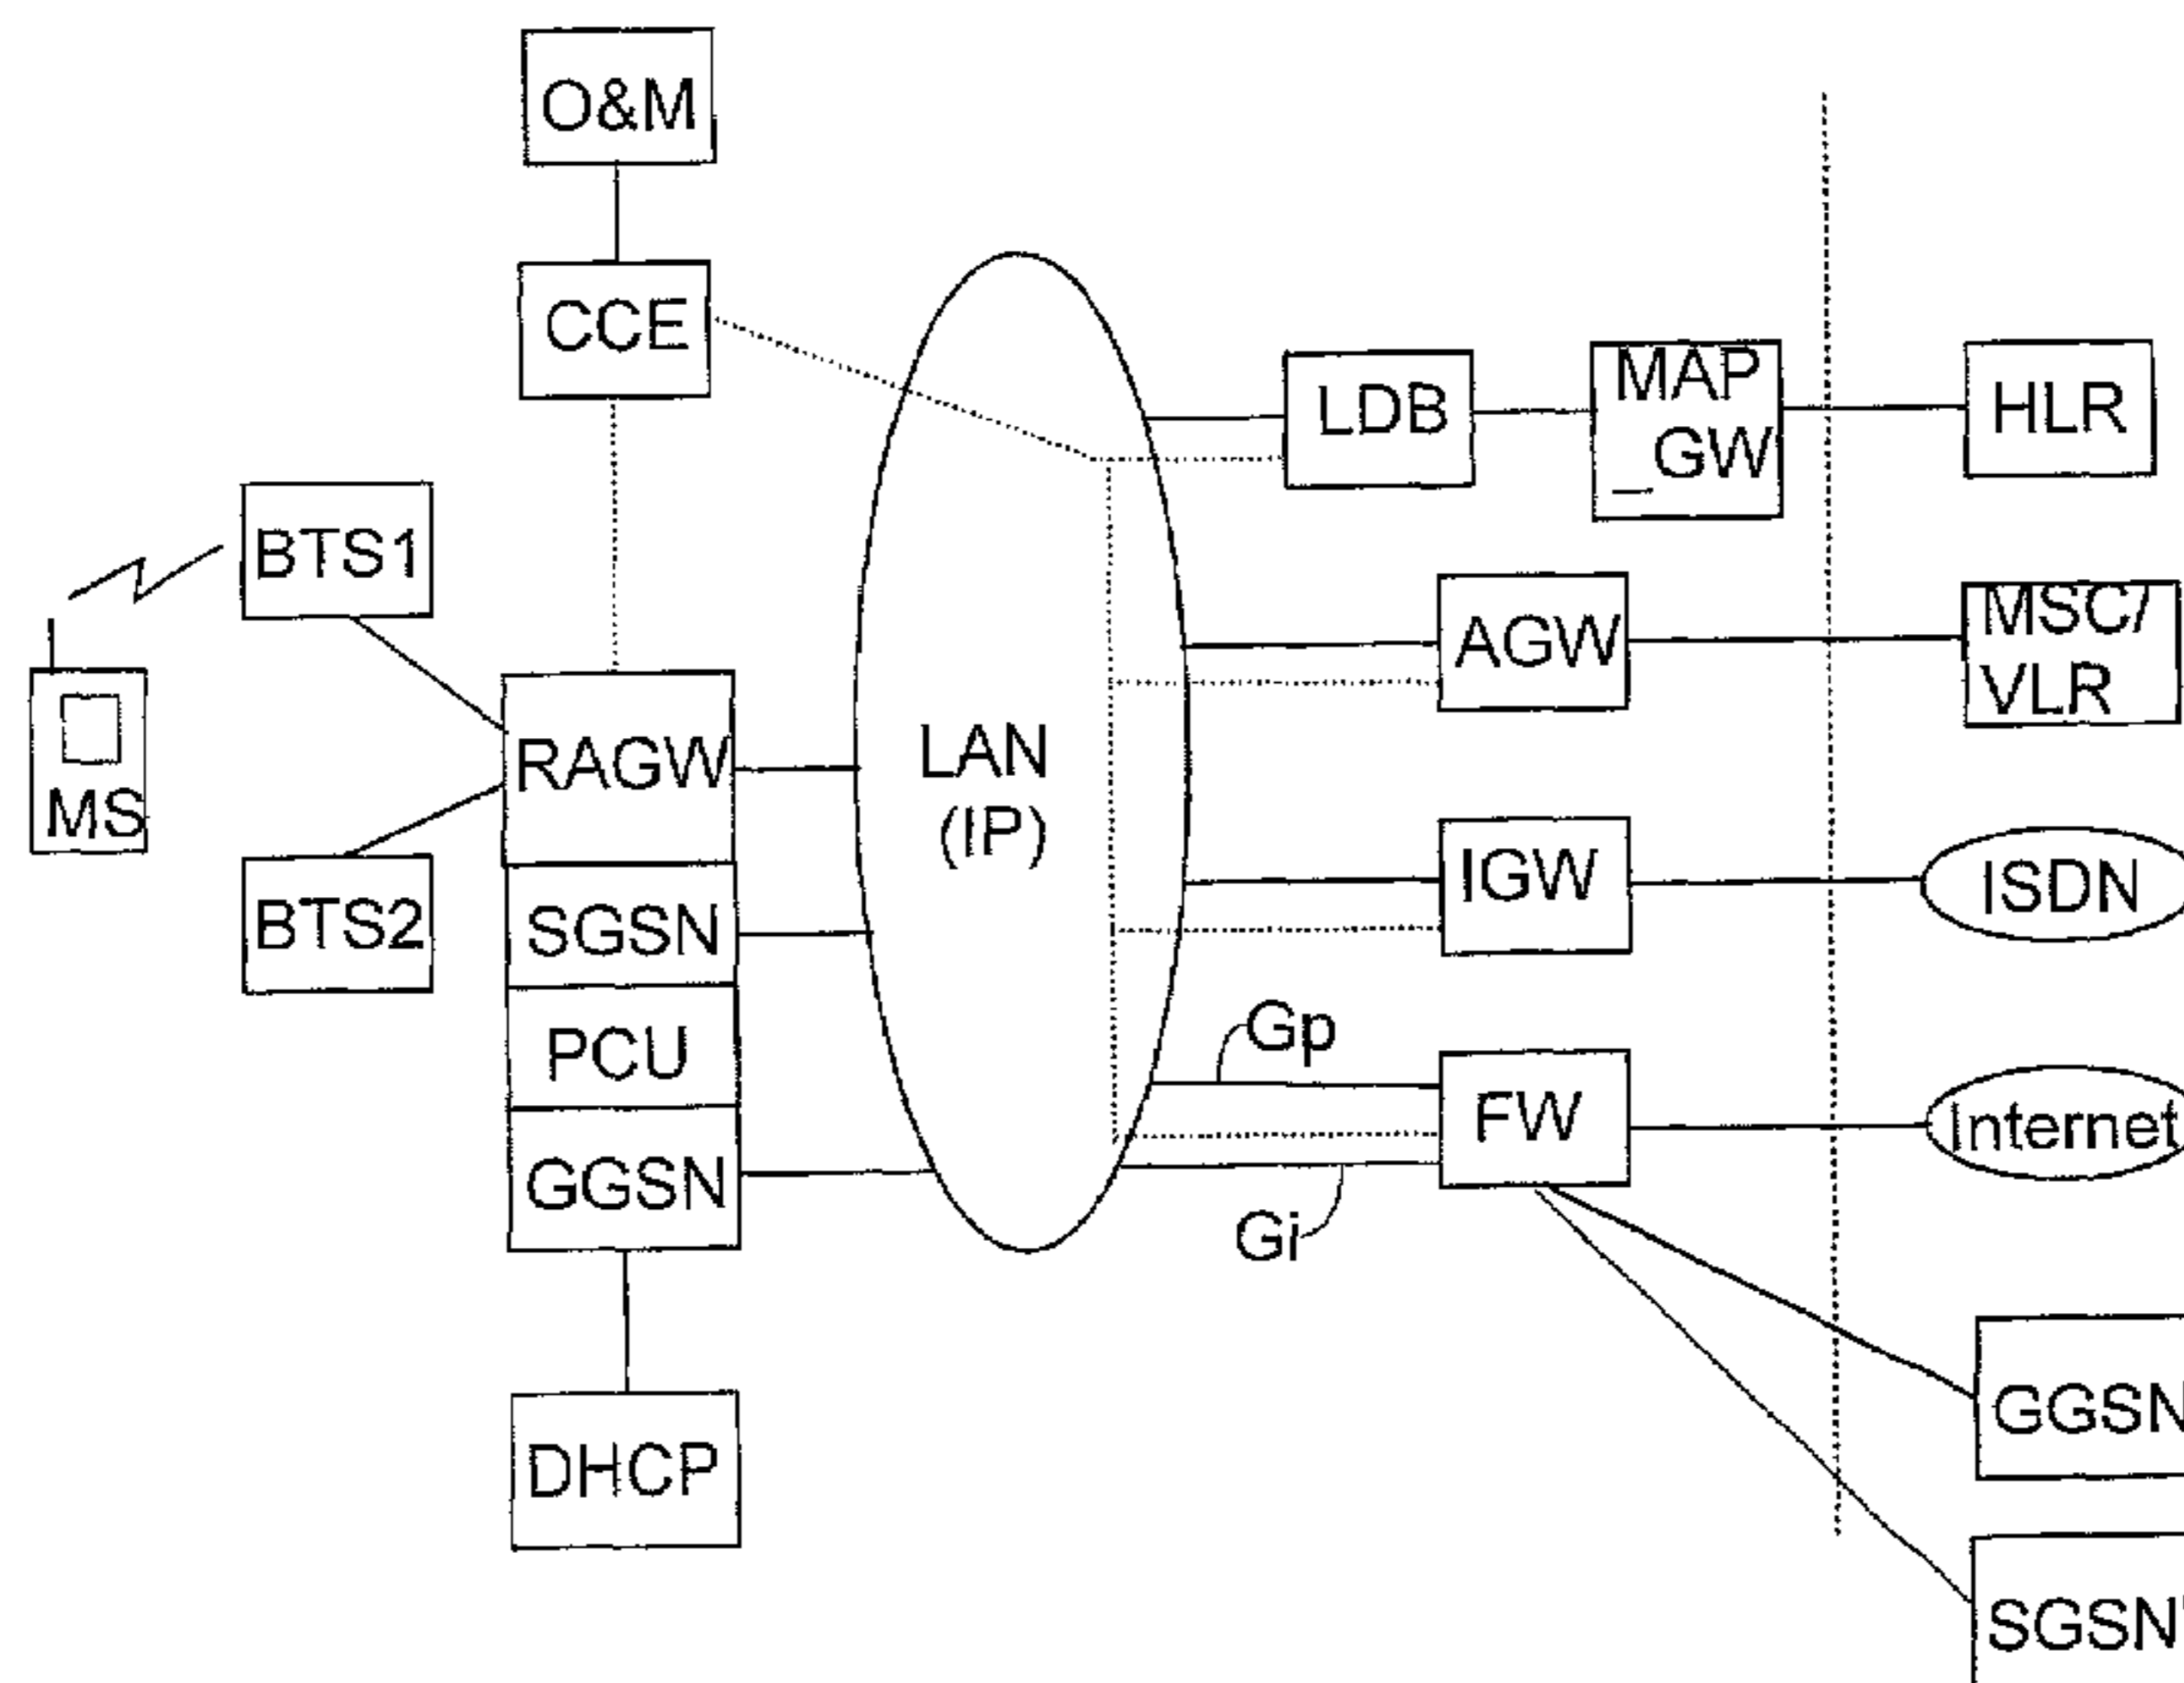 O&M
CCE
LDB
MAP
_GW
HLR
BTS1
AGW
MSC/
VLR
MS
RAGW
LAN
(IP)
BTS2
SGSN
IGW
ISDN
PCU
Gp
GGSN
FW
Internet
Gi
DHCP
GGSN
SGSN'